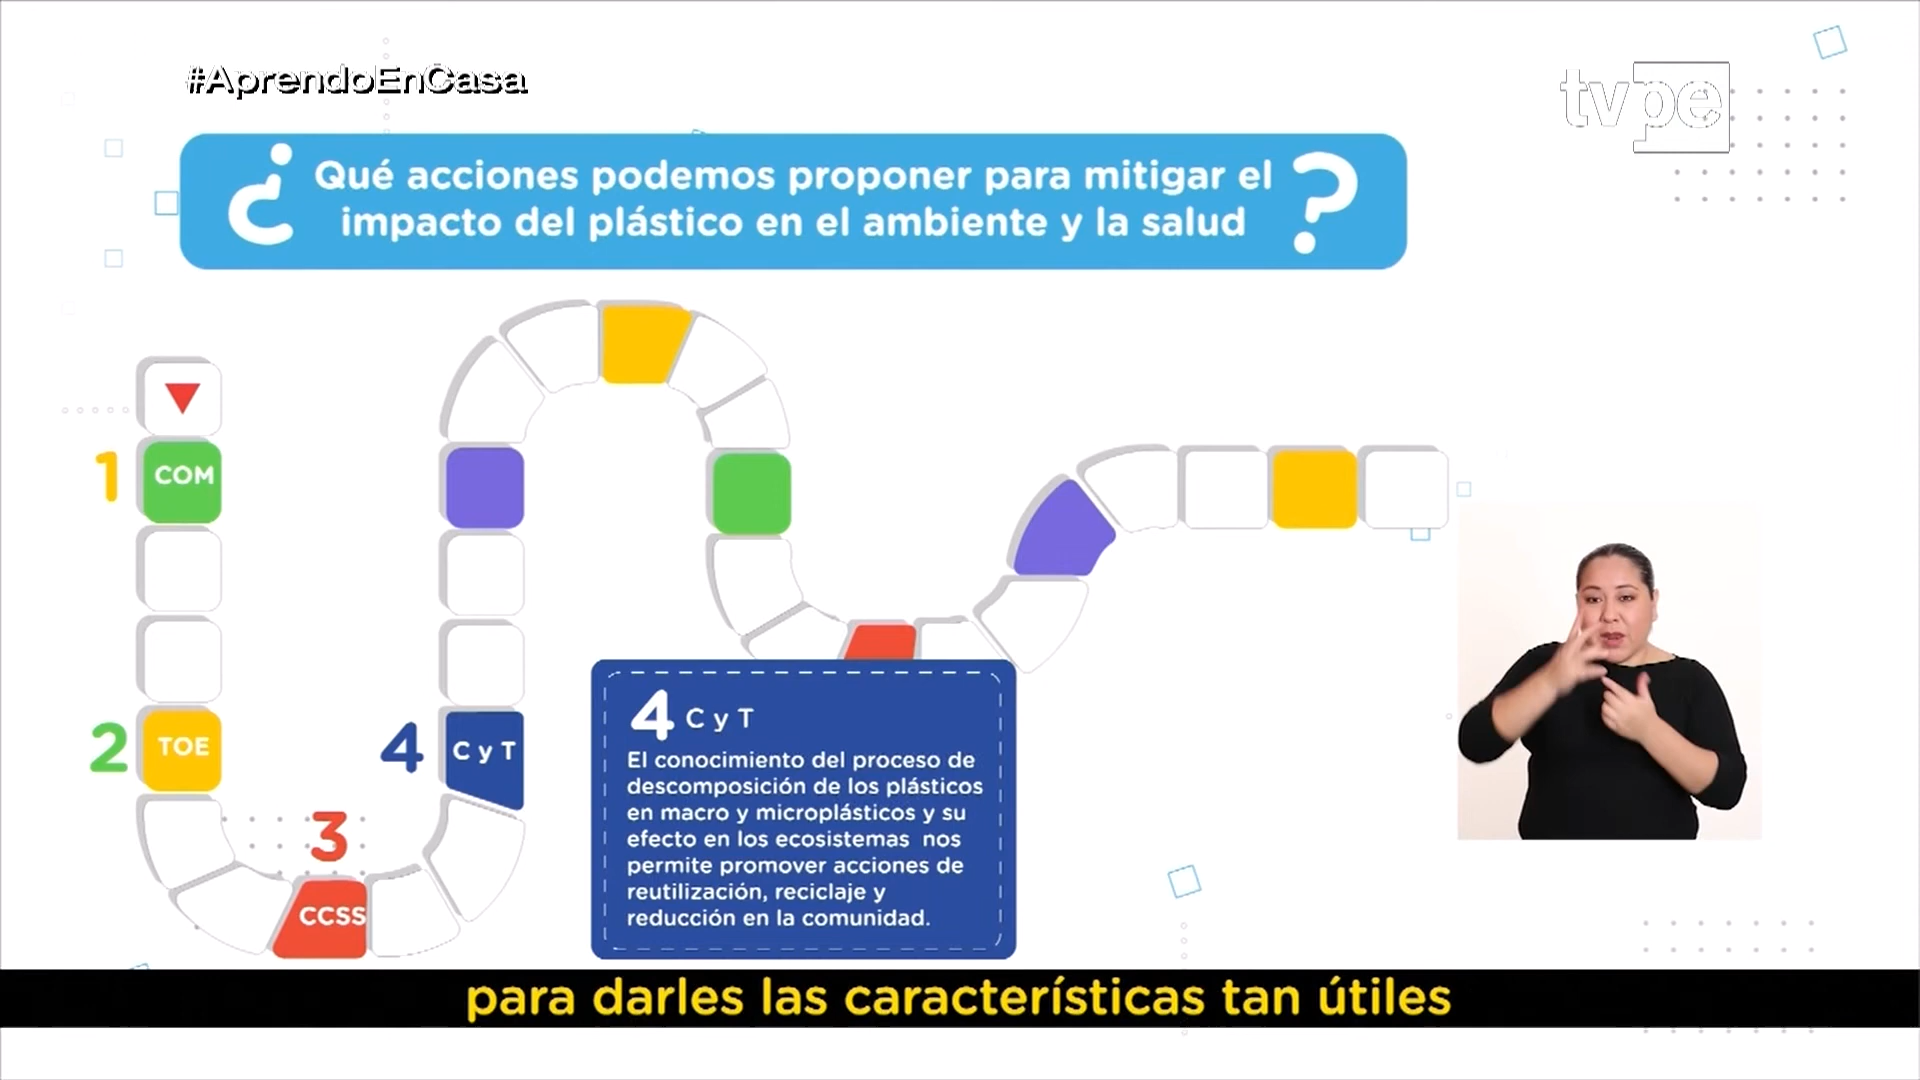 #AprendoEnCasa
tvpe
¿Qué acciones podemos proponer para mitigar el
impacto del plástico en el ambiente y la salud?
1 COM
2 TOE
3
CCSS
4 C y T
4 C y T
El conocimiento del proceso de
descomposición de los plásticos
en macro y microplásticos y su
efecto en los ecosistemas nos
permite promover acciones de
reutilización, reciclaje y
reducción en la comunidad.
para darles las características tan útiles